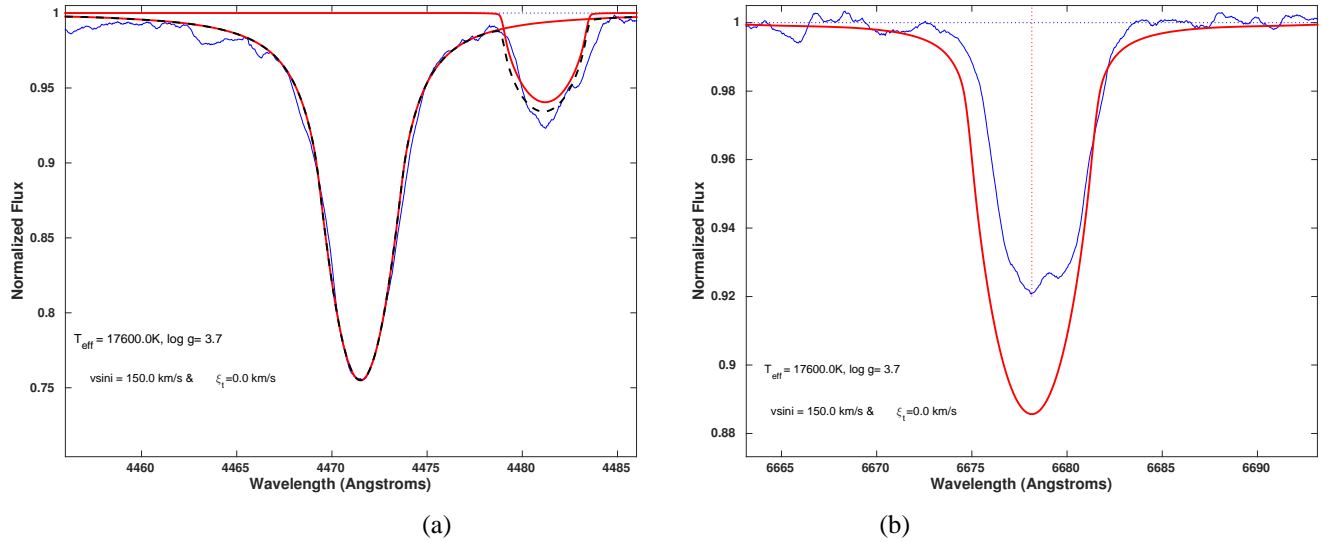 1
0.95
0.9
0.85
0.8
0.75
Normalized Flux
T_eff = 17600.0K, log g= 3.7
vsini = 150.0 km/s & ξ_t=0.0 km/s
4460 4465 4470 4475 4480 4485
Wavelength (Angstroms)
(a)
1
0.98
0.96
0.94
0.92
0.9
0.88
Normalized Flux
T_eff = 17600.0K, log g= 3.7
vsini = 150.0 km/s & ξ_t=0.0 km/s
6665 6670 6675 6680 6685 6690
Wavelength (Angstroms)
(b)